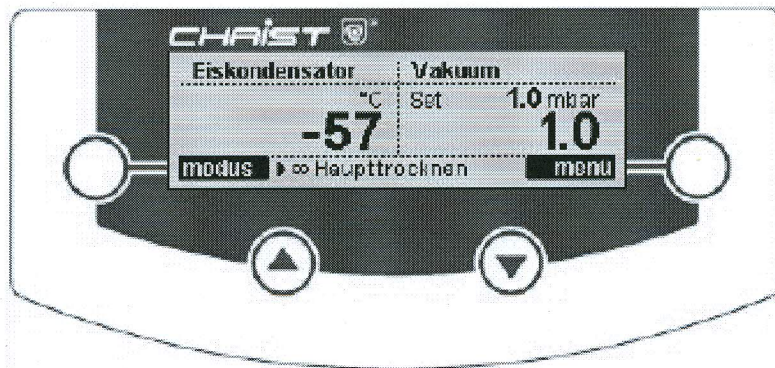 CHRIST
Eiskondensator Vakuum
°C Set 1.0 mbar
-57 1.0
modus ∞ Haupttrocknen menu